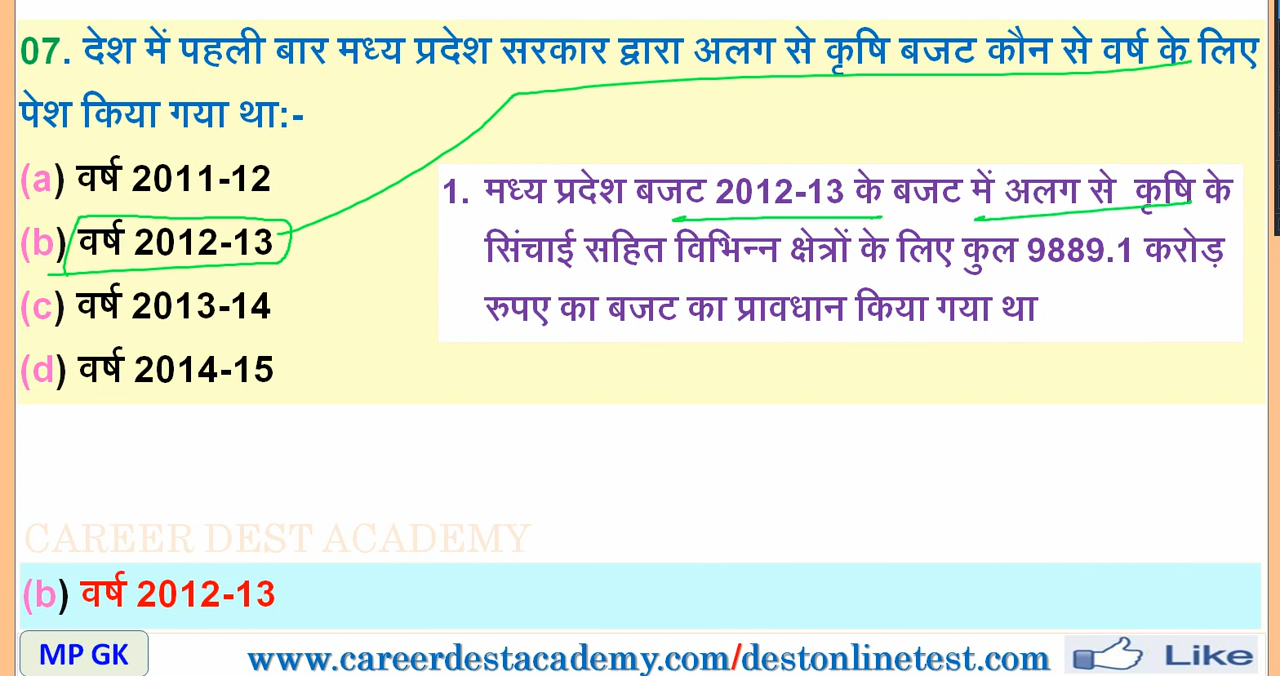 07. देश में पहली बार मध्य प्रदेश सरकार द्वारा अलग से कृषि बजट कौन से वर्ष के लिए
पेश किया गया था:-
(a) वर्ष 2011-12
(b) वर्ष 2012-13
(c) वर्ष 2013-14
(d) वर्ष 2014-15
1. मध्य प्रदेश बजट 2012-13 के बजट में अलग से कृषि के
सिंचाई सहित विभिन्न क्षेत्रों के लिए कुल 9889.1 करोड़
रुपए का बजट का प्रावधान किया गया था
CAREER DEST ACADEMY
(b) वर्ष 2012-13
MP GK
www.careerdestacademy.com/destonlinetest.com
Like